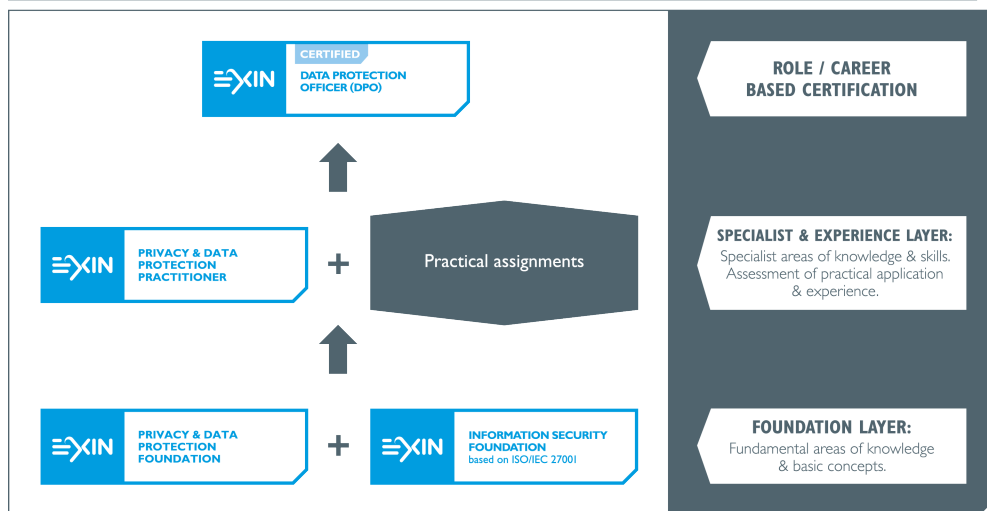 EXIN
CERTIFIED
DATA PROTECTION
OFFICER (DPO)
ROLE / CAREER
BASED CERTIFICATION
EXIN
PRIVACY & DATA
PROTECTION
PRACTITIONER
+
Practical assignments
SPECIALIST & EXPERIENCE LAYER:
Specialist areas of knowledge & skills.
Assessment of practical application
& experience.
EXIN
PRIVACY & DATA
PROTECTION
FOUNDATION
+
EXIN
INFORMATION SECURITY
FOUNDATION
based on ISO/IEC 27001
FOUNDATION LAYER:
Fundamental areas of knowledge
& basic concepts.